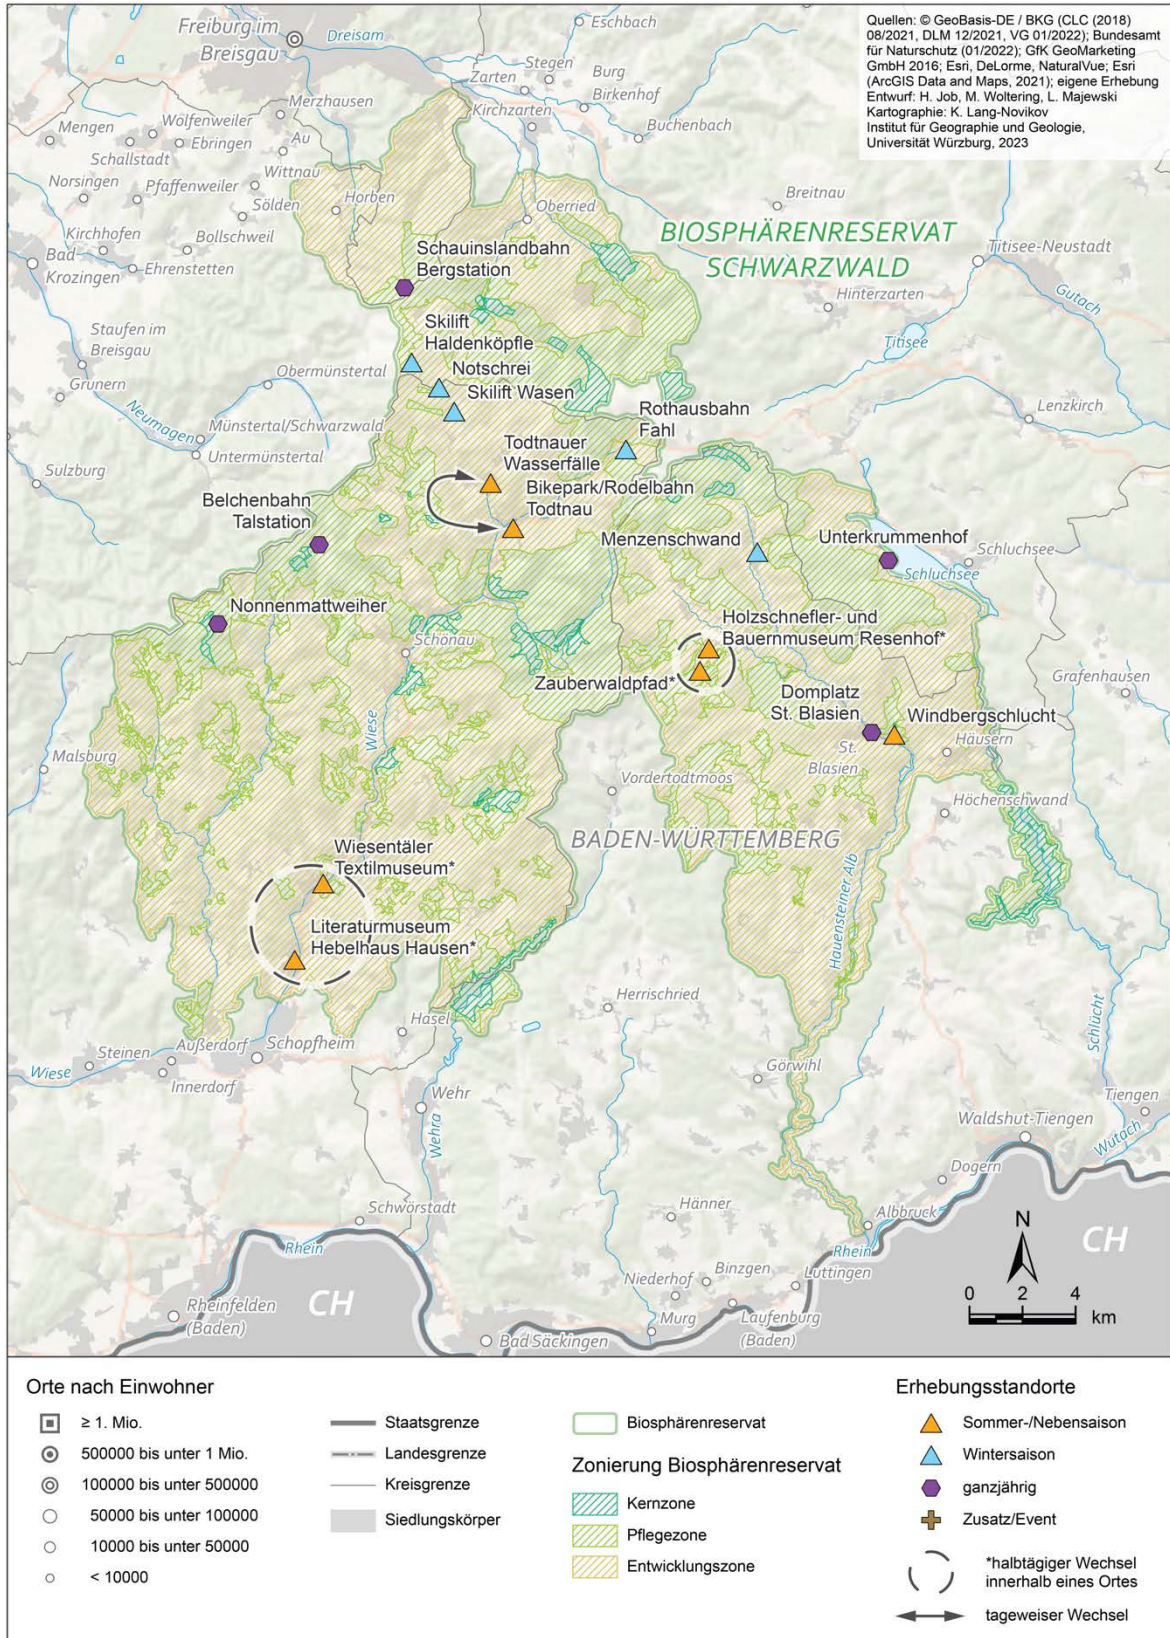 Freiburg im
Breisgau
Dreisam
Eschbach
Stegen
Zarten
Burg
Birkenhof
Kirchzarten
Buchenbach
Quellen: © GeoBasis-DE / BKG (CLC (2018)
08/2021, DLM 12/2021, VG 01/2022); Bundesamt
für Naturschutz (01/2022); GfK GeoMarketing
GmbH 2016; Esri, DeLorme, NaturalVue; Esri
(ArcGIS Data and Maps, 2021); eigene Erhebung
Entwurf: H. Job, M. Woltering, L. Majewski
Kartographie: K. Lang-Novikov
Institut für Geographie und Geologie,
Universität Würzburg, 2023
Merzhausen
Mengen
Wolfenweiler
Ebringen
Au
Schallstadt
Wittnau
Norsingen
Pfaffenweiler
Sölden
Horben
Breitnau
Oberried
Kirchhofen
Bollschweil
Bad
Krozingen
Ehrenstetten
BIOSPHÄRENRESERVAT
SCHWARZWALD
Titisee-Neustadt
Gutach
Hinterzarten
Titisee
Schauinslandbahn
Bergstation
Staufen im
Breisgau
Skilift
Haldenköpfle
Notschrei
Skilift Wasen
Grunern
Obermünstertal
Neumagen
Münstertal/Schwarzwald
Untermünstertal
Sulzburg
Rothausbahn
Fahl
Lenzkirch
Todtnauer
Wasserfälle
Bikepark/Rodelbahn
Todtnau
Belchenbahn
Talstation
Menzenschwand
Unterkrummenhof
Schluchsee
Schluchsee
Nonnenmattweiher
Schönau
Holzschnefler- und
Bauernmuseum Resenhof*
Zauberwaldpfad*
Domplatz
St. Blasien
Windbergschlucht
Grafenhausen
St.
Blasien
Häusern
Wiese
Malsburg
Vordertodtmoos
Höchenschwand
BADEN-WÜRTTEMBERG
Wiesentäler
Textilmuseum*
Literaturmuseum
Hebelhaus Hausen*
Hauensteiner Alb
Herrischried
Hasel
Schlücht
Wiese
Steinen
Außerdorf
Schopfheim
Innerdorf
Görwihl
Wehr
Wehra
Tiengen
Waldshut-Tiengen
Wutach
Dogern
Schwörstadt
Hänner
Albbruck
Rhein
Rhein
CH
Binzgen
Niederhof
Luttingen
Rheinfelden
(Baden)
CH
Murg
Laufenburg
(Baden)
Bad Säckingen
N
0 2 4
km
Orte nach Einwohner
≥ 1. Mio.
500000 bis unter 1 Mio.
100000 bis unter 500000
50000 bis unter 100000
10000 bis unter 50000
< 10000
Staatsgrenze
Landesgrenze
Kreisgrenze
Siedlungskörper
Biosphärenreservat
Zonierung Biosphärenreservat
Kernzone
Pflegezone
Entwicklungszone
Erhebungsstandorte
Sommer-/Nebensaison
Wintersaison
ganzjährig
Zusatz/Event
*halbtägiger Wechsel
innerhalb eines Ortes
tageweiser Wechsel